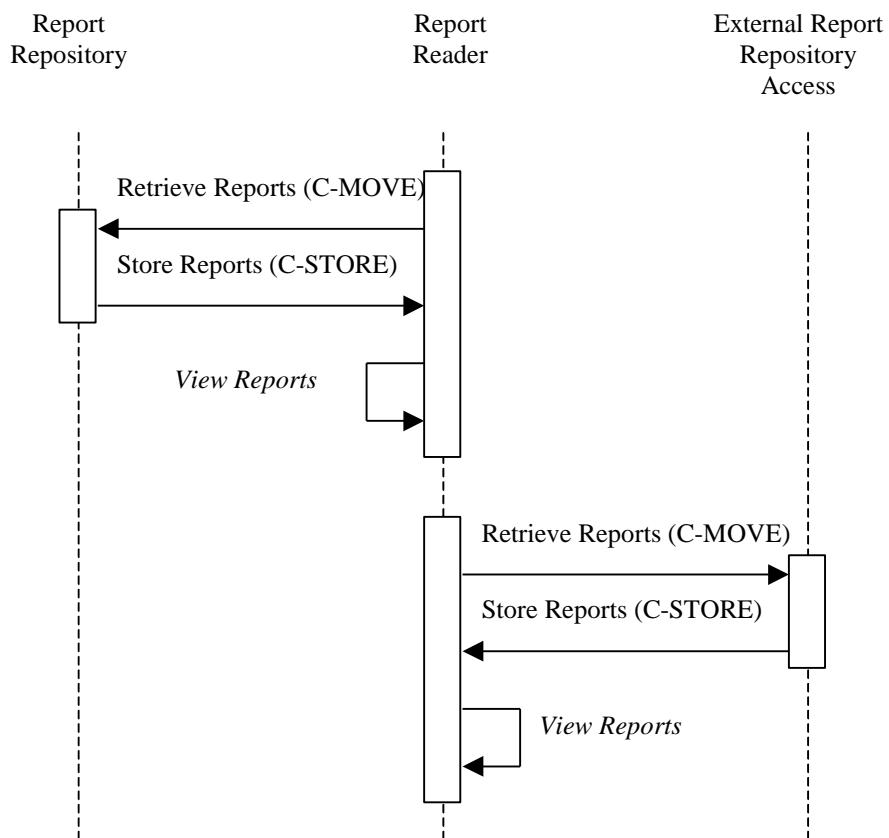 Report
Repository
Report
Reader
External Report
Repository
Access
Retrieve Reports (C-MOVE)
Store Reports (C-STORE)
View Reports
Retrieve Reports (C-MOVE)
Store Reports (C-STORE)
View Reports